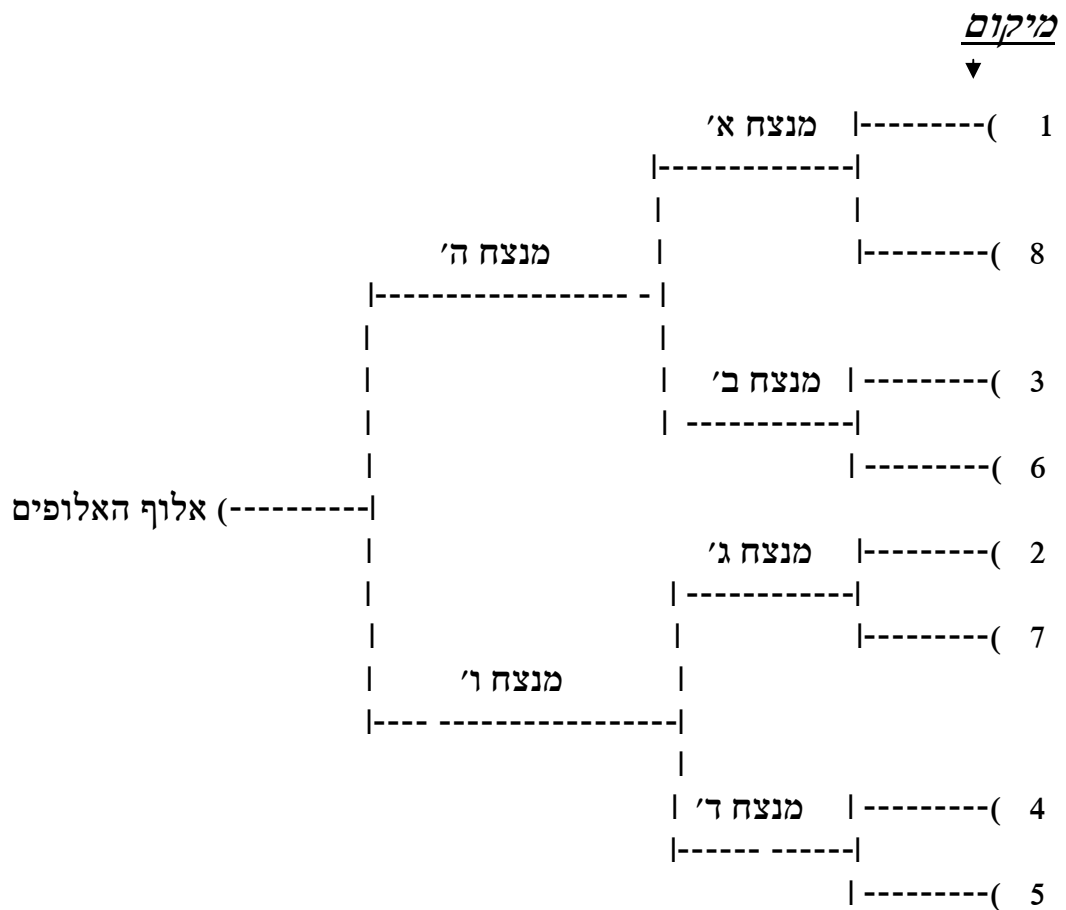 מיקום
מנצח א׳ 1
מנצח ה׳ 8
מנצח ב׳ 3
6
אלוף האלופים
מנצח ג׳ 2
7
מנצח ו׳
מנצח ד׳ 4
5